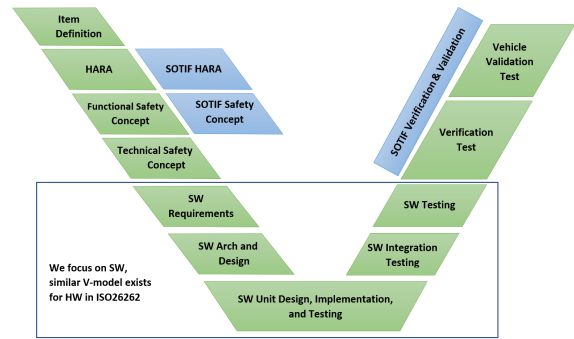 Item
Definition
HARA
SOTIF HARA
Functional Safety
Concept
SOTIF Safety
Concept
Technical Safety
Concept
SW
Requirements
SW Arch and
Design
We focus on SW,
similar V-model exists
for HW in ISO26262
SW Unit Design, Implementation,
and Testing
SW Integration
Testing
SW Testing
Verification
Test
SOTIF Verification & Validation
Vehicle
Validation
Test